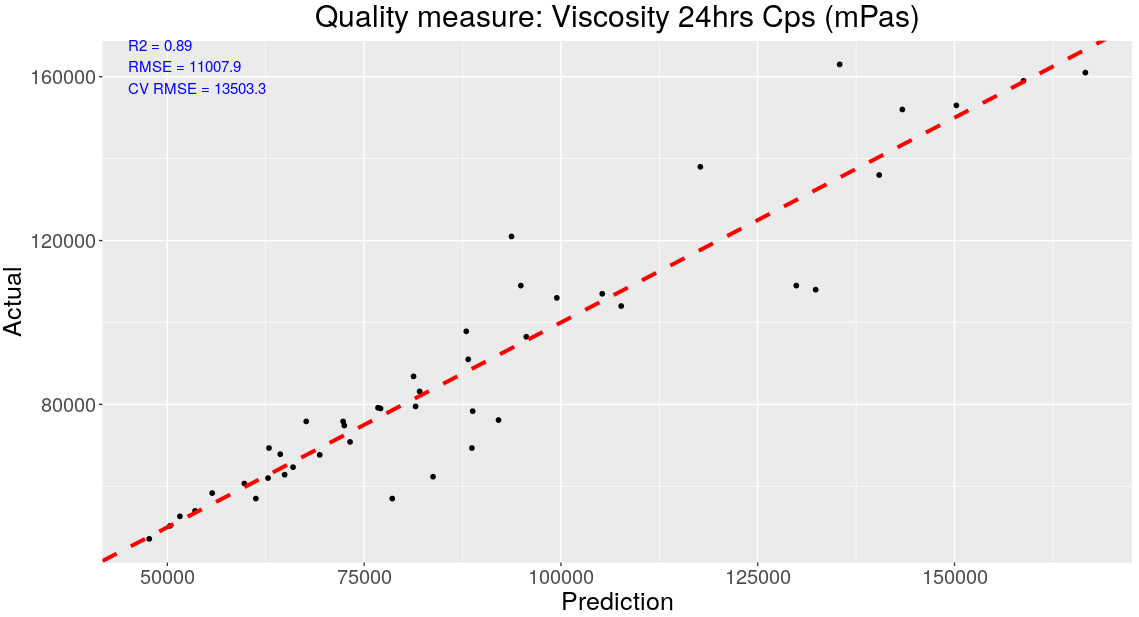 Quality measure: Viscosity 24hrs Cps (mPas)
R2 = 0.89
RMSE = 11007.9
CV RMSE = 13503.3
160000
120000
80000
Actual
50000 75000 100000 125000 150000
Prediction